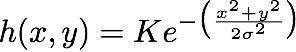 h(x,y) = Ke^{-\left(\frac{x^2+y^2}{2\sigma^2}\right)}